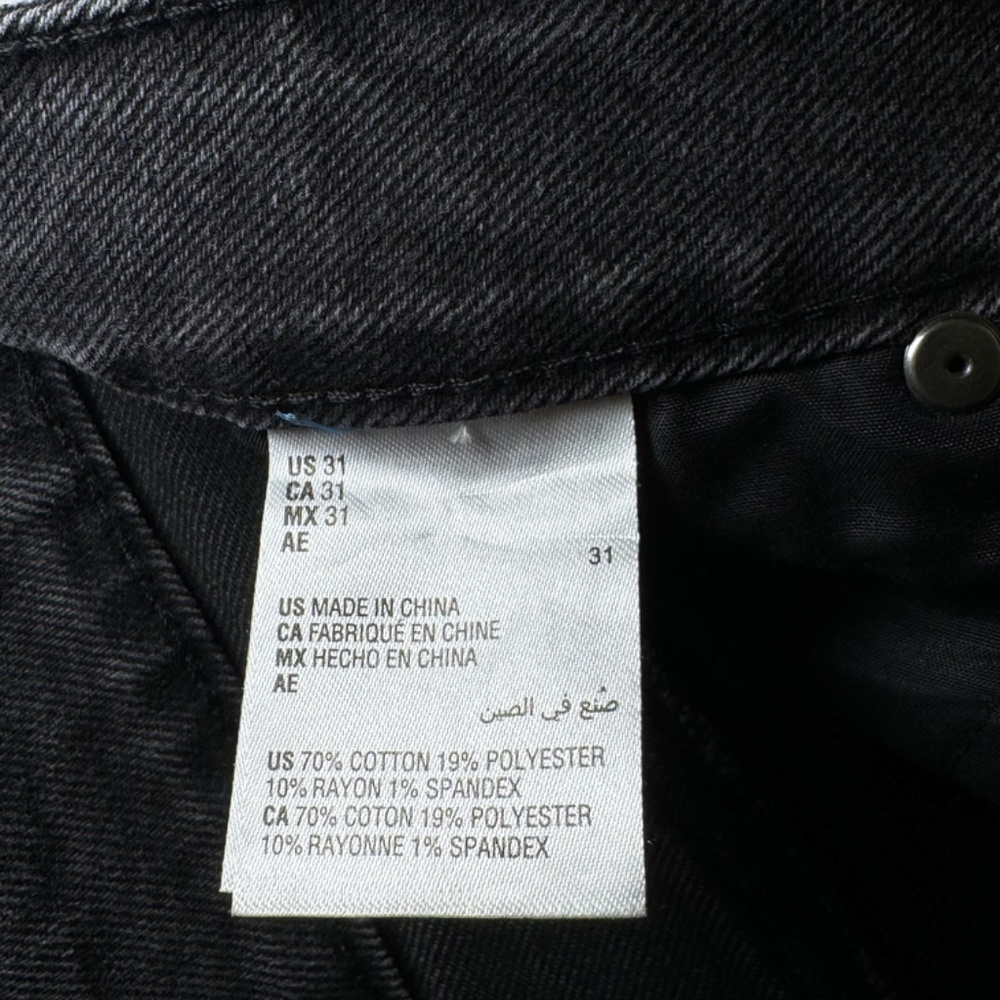 US 31
CA 31
MX 31
AE
31
US MADE IN CHINA
CA FABRIQUÉ EN CHINE
MX HECHO EN CHINA
AE
صُنع في الصين
US 70% COTTON 19% POLYESTER
10% RAYON 1% SPANDEX
CA 70% COTON 19% POLYESTER
10% RAYONNE 1% SPANDEX